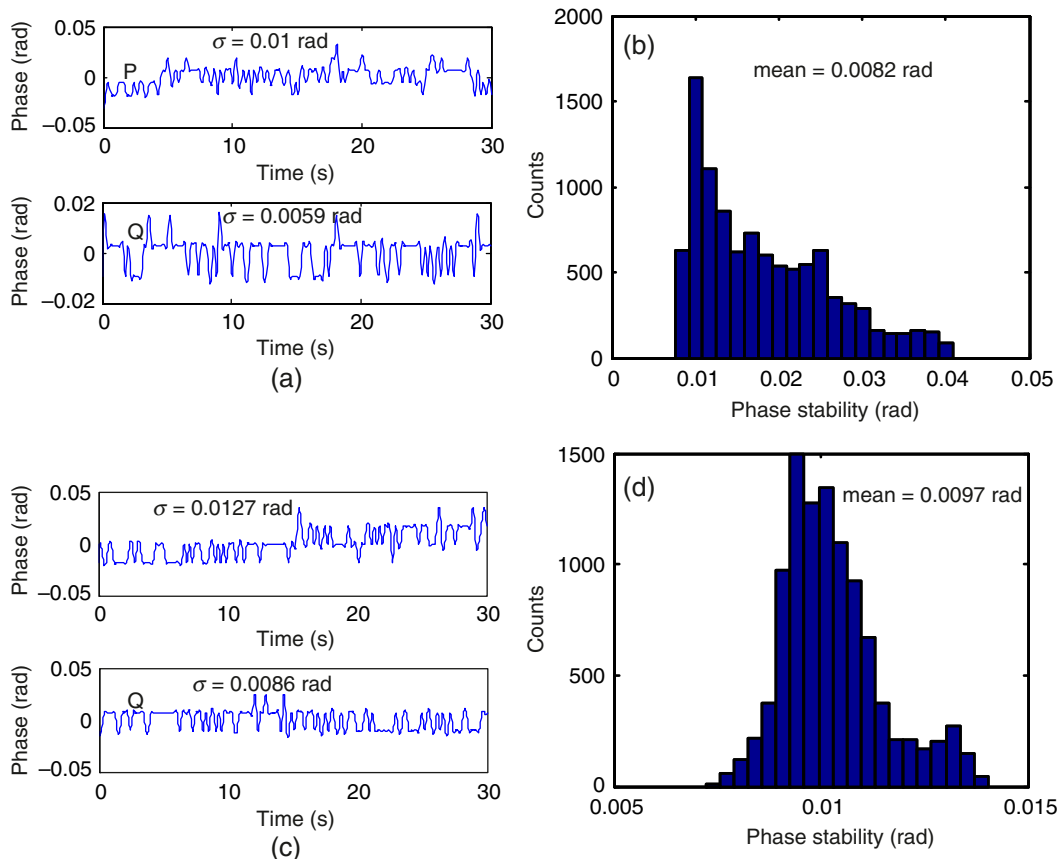 0.05
σ = 0.01 rad
Phase (rad)
P
0
−0.05
0
10
20
30
Time (s)
0.02
σ = 0.0059 rad
Phase (rad)
Q
0
−0.02
0
10
20
30
Time (s)
(a)
2000
(b)
mean = 0.0082 rad
1500
Counts
1000
500
0
0
0.01
0.02
0.03
0.04
0.05
Phase stability (rad)
0.05
σ = 0.0127 rad
Phase (rad)
0
−0.05
0
10
20
30
Time (s)
0.05
σ = 0.0086 rad
Phase (rad)
Q
0
−0.05
0
10
20
30
Time (s)
(c)
1500
(d)
mean = 0.0097 rad
Counts
1000
500
0
0.005
0.01
0.015
Phase stability (rad)